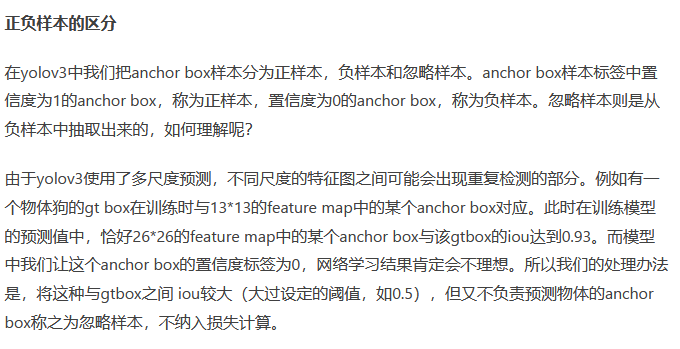 正负样本的区分
在yolov3中我们把anchor box样本分为正样本，负样本和忽略样本。anchor box样本标签中置
信度为1的anchor box，称为正样本，置信度为0的anchor box，称为负样本。忽略样本则是从
负样本中抽取出来的，如何理解呢？
由于yolov3使用了多尺度预测，不同尺度的特征图之间可能会出现重复检测的部分。例如有一
个物体狗的gt box在训练时与13*13的feature map中的某个anchor box对应。此时在训练模型
的预测值中，恰好26*26的feature map中的某个anchor box与该gtbox的iou达到0.93。而模型
中我们让这个anchor box的置信度标签为0，网络学习结果肯定会不理想。所以我们的处理办法
是，将这种与gtbox之间 iou较大（大过设定的阈值，如0.5），但又不负责预测物体的anchor
box称之为忽略样本，不纳入损失计算。